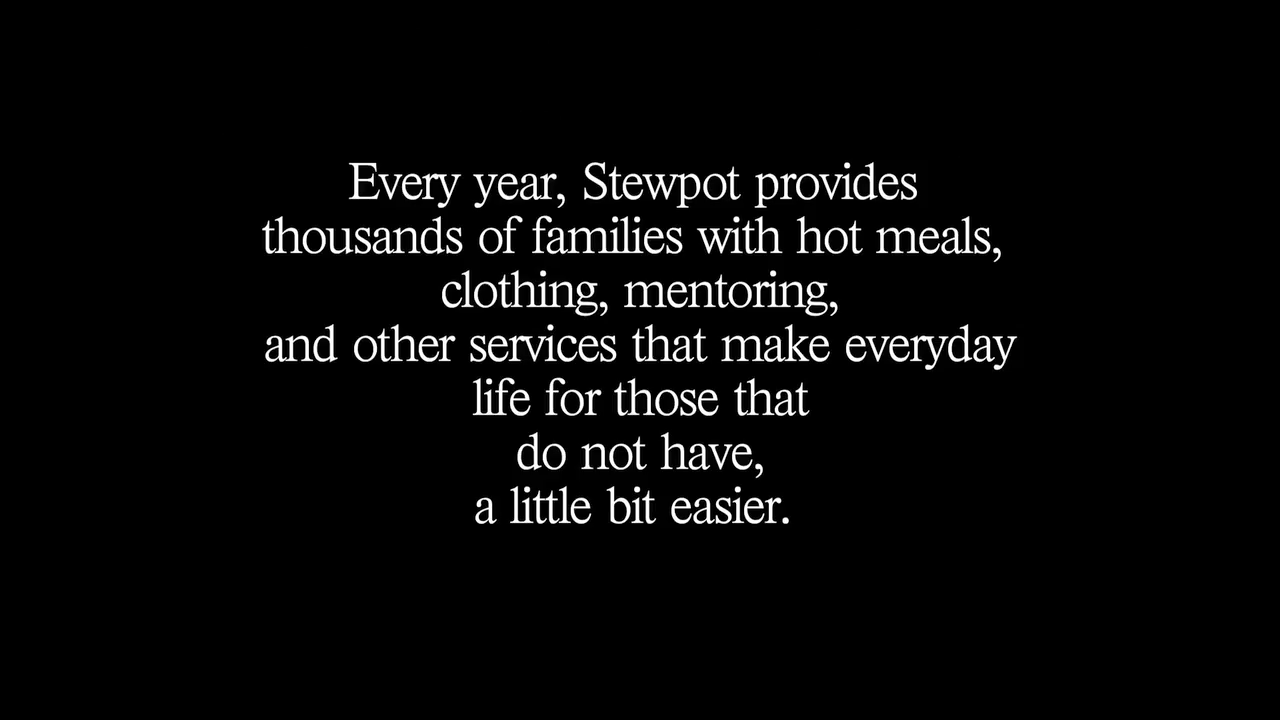 Every year, Stewpot provides
thousands of families with hot meals,
clothing, mentoring,
and other services that make everyday
life for those that
do not have,
a little bit easier.